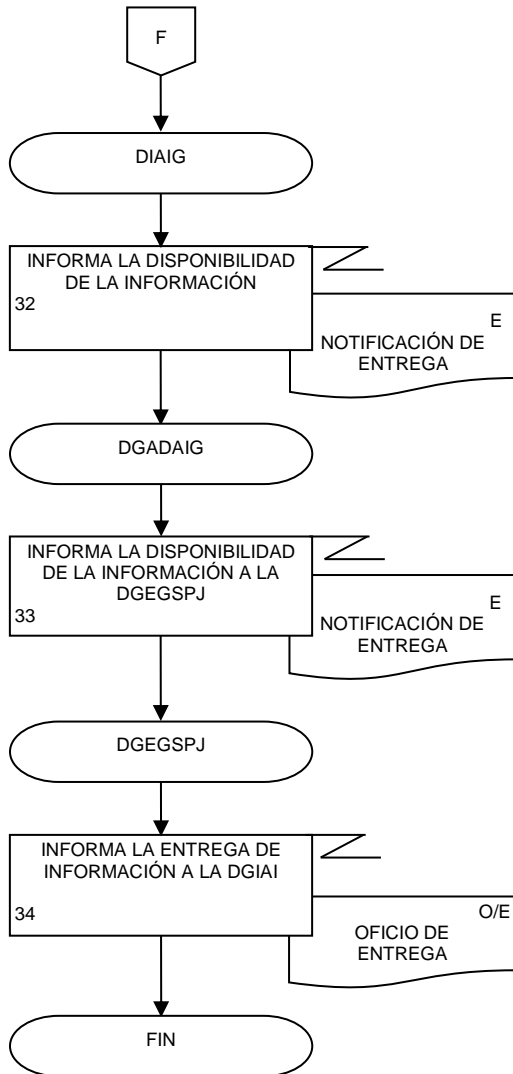 F
DIAIG
INFORMA LA DISPONIBILIDAD
DE LA INFORMACIÓN
32
E
NOTIFICACIÓN DE
ENTREGA
DGADAIG
INFORMA LA DISPONIBILIDAD
DE LA INFORMACIÓN A LA
DGEGSPJ
33
E
NOTIFICACIÓN DE
ENTREGA
DGEGSPJ
INFORMA LA ENTREGA DE
INFORMACIÓN A LA DGIAI
34
O/E
OFICIO DE
ENTREGA
FIN